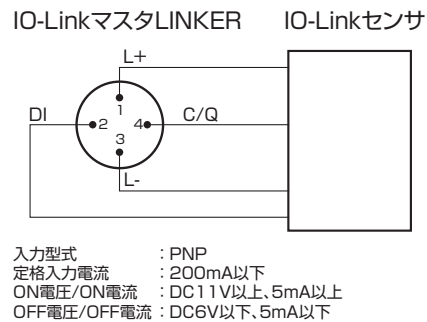 IO-LinkマスタLINKER IO-Linkセンサ
L+
1
DI 2 4 C/Q
3
L-
入力型式 : PNP
定格入力電流 : 200mA以下
ON電圧/ON電流 : DC11V以上、5mA以上
OFF電圧/OFF電流 : DC6V以下、5mA以下